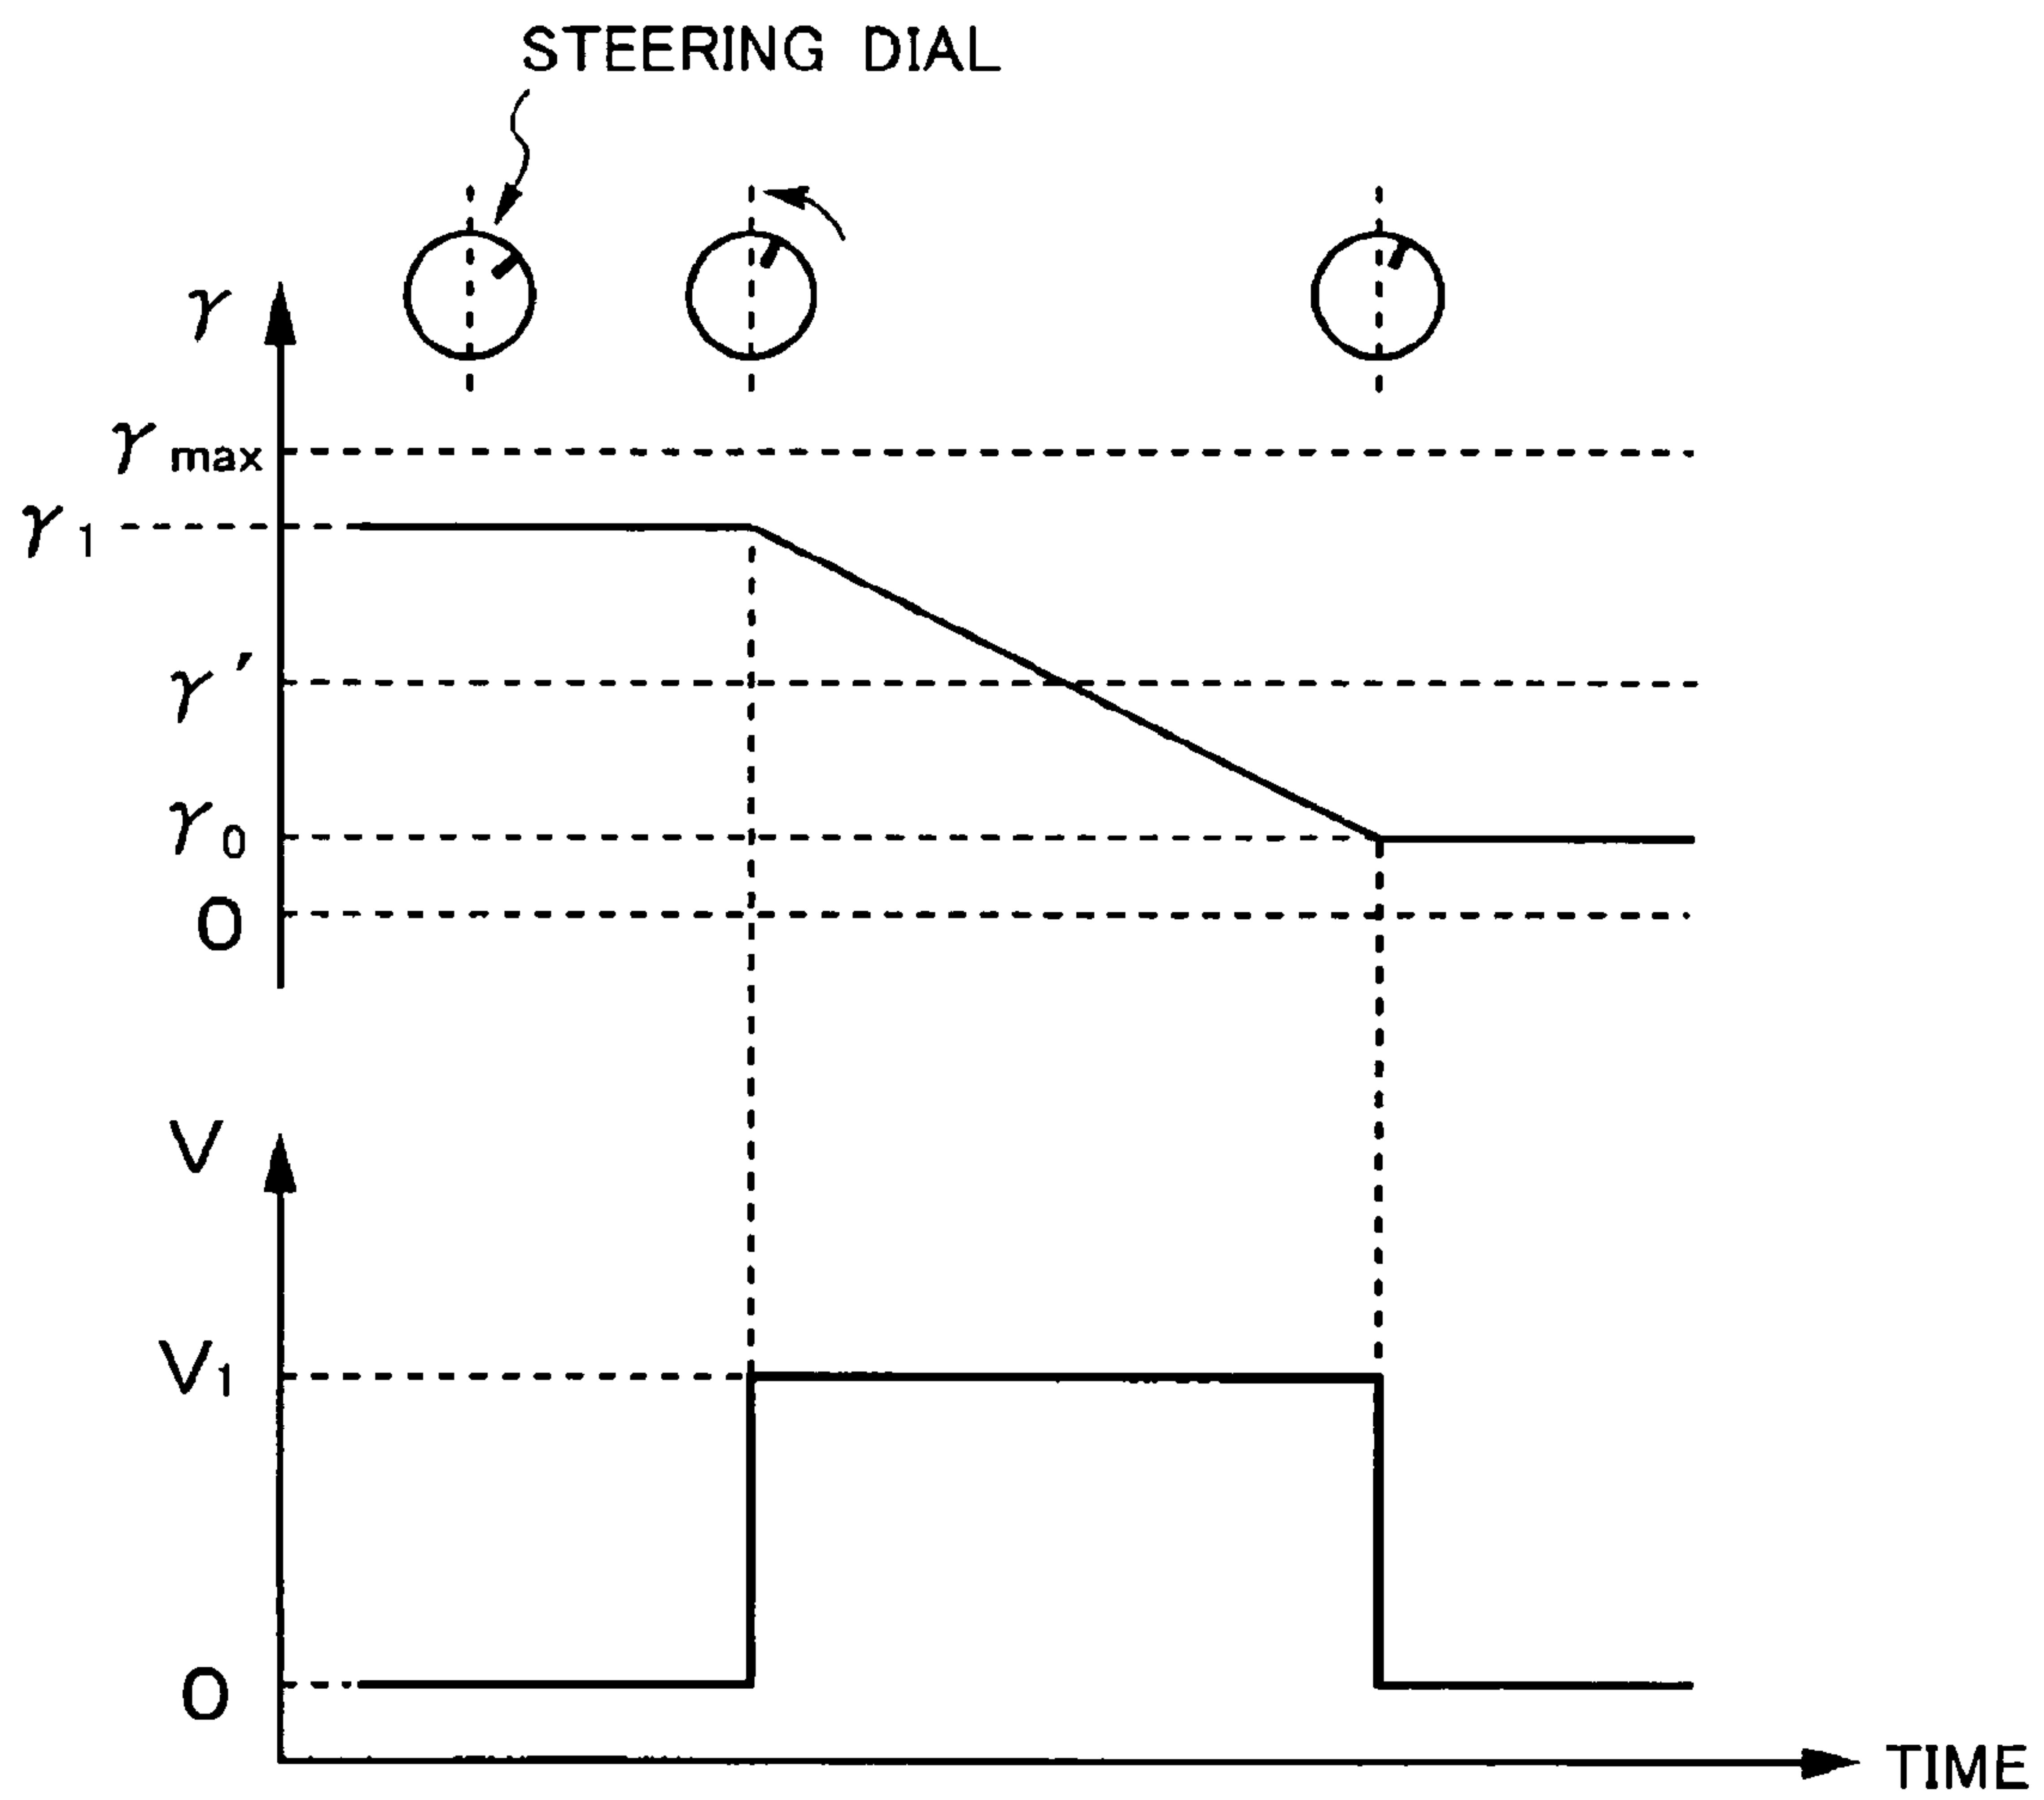 STEERING DIAL
γ
γmax
γ1
γ′
γ0
0
V
V1
0
TIME